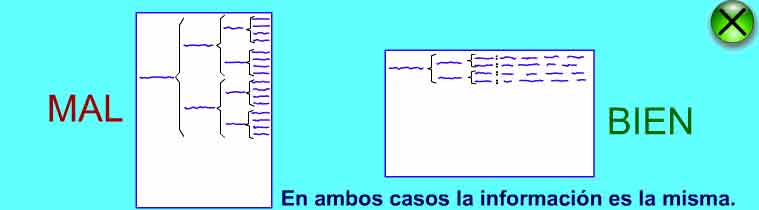 MAL
BIEN
En ambos casos la información es la misma.